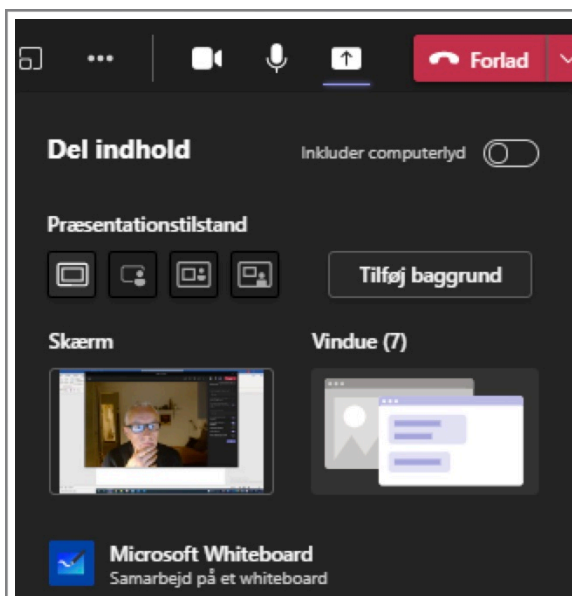 Forlad
Del indhold
Inkluder computerlyd
Præsentationstilstand
Tilføj baggrund
Skærm
Vindue (7)
Microsoft Whiteboard
Samarbejd på et whiteboard